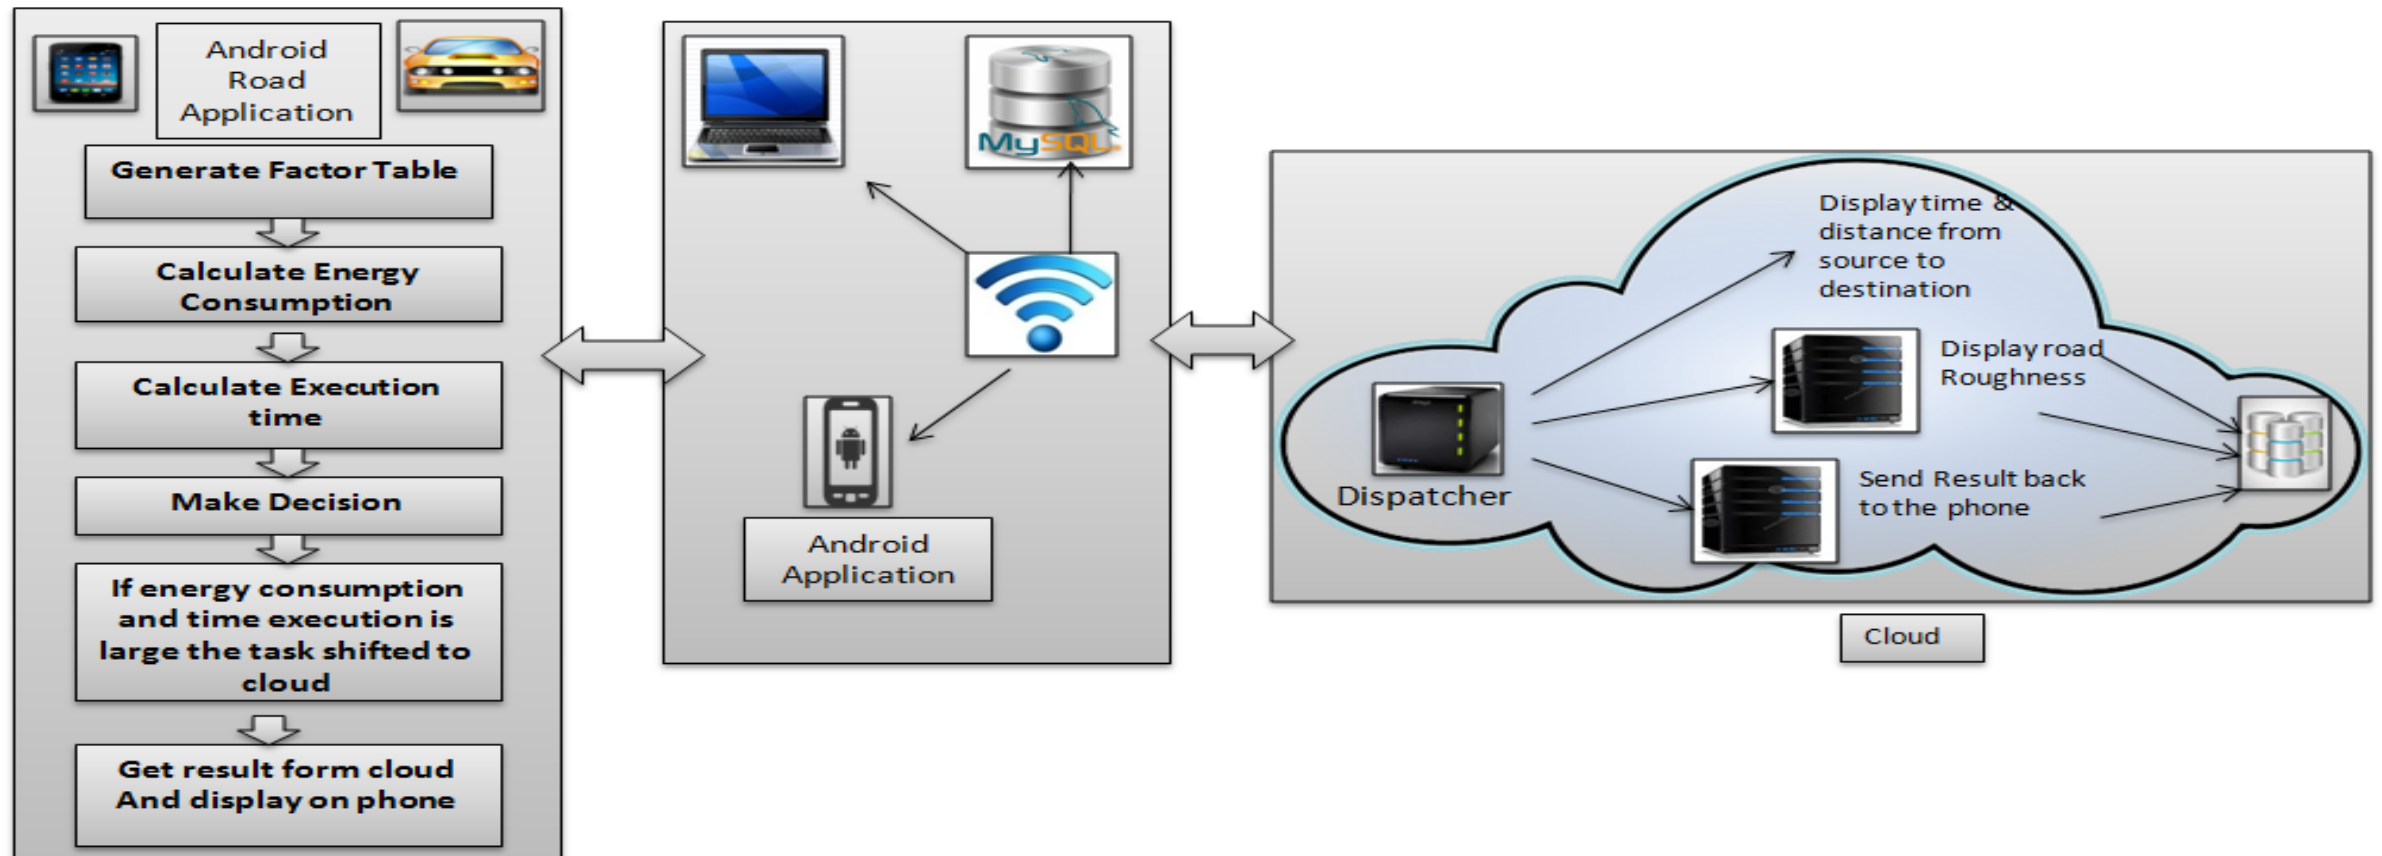 Android
Road
Application
Generate Factor Table
Calculate Energy
Consumption
Calculate Execution
time
Make Decision
If energy consumption
and time execution is
large the task shifted to
cloud
Get result form cloud
And display on phone
MySQL
Android
Application
Display time &
distance from
source to
destination
Display road
Roughness
Dispatcher
Send Result back
to the phone
Cloud